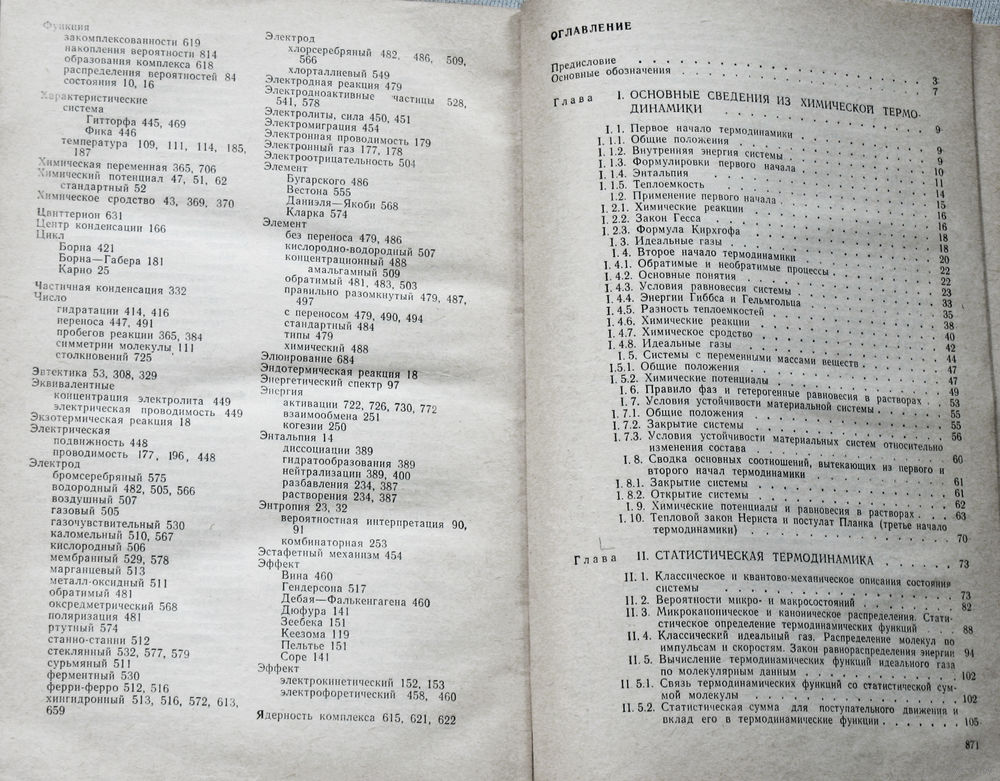 Функция
закомплексованности 619
накопления вероятности 814
образования комплекса 618
распределения вероятностей 84
состояния 10, 16
Характеристические
система
Гитторфа 445, 469
Фика 446
температура 109, 111, 114, 185,
187
Химическая переменная 365, 706
Химический потенциал 47, 51, 62
стандартный 52
Химическое сродство 43, 369, 370
Цвиттерион 631
Центр конденсации 166
Цикл
Борна 421
Борна—Габера 181
Карно 25
Частичная конденсация 332
Число
гидратации 414, 416
переноса 447, 491
пробегов реакции 365, 384
симметрии молекулы 111
столкновений 725
Эвтектика 53, 308, 329
Эквивалентные
концентрация электролита 449
электрическая проводимость 449
Экзотермическая реакция 18
Электрическая
подвижность 448
проводимость 177, 196, 448
Электрод
бромсеребряный 575
водородный 482, 505, 566
воздушный 507
газовый 505
газочувствительный 530
каломельный 510, 567
кислородный 506
мембранный 529, 578
марганцевый 513
металл-оксидный 511
обратимый 481
оксредметрический 568
поляризация 481
ртутный 574
станно-станни 512
стеклянный 532, 577, 579
сурьмяный 511
ферментный 530
ферри-ферро 512, 516
хингидронный 513, 516, 572, 613,
659
Электрод
хлорсеребряный 482, 486, 509,
566
хлорталлиевый 549
Электродная реакция 479
Электродноактивные частицы 528,
541, 578
Электролиты, сила 450, 451
Электромиграция 454
Электронная проводимость 179
Электронный газ 177, 178
Электроотрицательность 504
Элемент
Бугарского 486
Вестона 555
Даниэля—Якоби 568
Кларка 574
Элемент
без переноса 479, 486
кислородно-водородный 507
концентрационный 488
амальгамный 509
обратимый 481, 483, 503
правильно разомкнутый 479, 487,
497
с переносом 479, 490, 494
стандартный 484
типы 479
химический 488
Элюирование 684
Эндотермическая реакция 18
Энергетический спектр 97
Энергия
активации 722, 726, 730, 772
взаимообмена 251
когезии 250
Энтальпия 14
диссоциации 389
гидратообразования 389
нейтрализации 389, 400
разбавления 234, 387
растворения 234, 387
Энтропия 23, 32
вероятностная интерпретация 90,
91
комбинаторная 253
Эстафетный механизм 454
Эффект
Вина 460
Гендерсона 517
Дебая—Фалькенгагена 460
Дюфура 141
Зеебека 151
Кеезома 119
Пельтье 151
Соре 141
Эффект
электрокинетический 152, 153
электрофоретический 458, 460
Ядерность комплекса 615, 621, 622
ОГЛАВЛЕНИЕ
Предисловие . . . 3
Основные обозначения . . . 7
Глава I. ОСНОВНЫЕ СВЕДЕНИЯ ИЗ ХИМИЧЕСКОЙ ТЕРМО-
ДИНАМИКИ . . . 9
I. 1. Первое начало термодинамики . . . 9
I. 1.1. Общие положения . . . 9
I. 1.2. Внутренняя энергия системы . . . 10
I. 1.3. Формулировки первого начала . . . 11
I. 1.4. Энтальпия . . . 14
I. 1.5. Теплоемкость . . . 15
I. 2. Применение первого начала . . . 16
I. 2.1. Химические реакции . . . 16
I. 2.2. Закон Гесса . . . 18
I. 2.3. Формула Кирхгофа . . . 18
I. 3. Идеальные газы . . . 20
I. 4. Второе начало термодинамики . . . 22
I. 4.1. Обратимые и необратимые процессы . . . 22
I. 4.2. Основные понятия . . . 23
I. 4.3. Условия равновесия системы . . . 33
I. 4.4. Энергии Гиббса и Гельмгольца . . . 35
I. 4.5. Разность теплоемкостей . . . 38
I. 4.6. Химические реакции . . . 40
I. 4.7. Химическое сродство . . . 42
I. 4.8. Идеальные газы . . . 44
I. 5. Системы с переменными массами веществ . . . 47
I.5.1. Общие положения . . . 47
I. 5.2. Химические потенциалы . . . 49
I. 6. Правило фаз и гетерогенные равновесия в растворах . 53
I. 7. Условия устойчивости материальной системы . . . 55
I. 7.1. Общие положения . . . 55
I. 7.2. Закрытие системы . . . 56
I. 7.3. Условия устойчивости материальных систем относительно
изменения состава . . . 60
I. 8. Сводка основных соотношений, вытекающих из первого и
второго начал термодинамики . . . 61
I. 8.1. Закрытие системы . . . 61
I. 8.2. Открытие системы . . . 62
I. 9. Химические потенциалы и равновесия в растворах . . . 63
I. 10. Тепловой закон Нернста и постулат Планка (третье начало
термодинамики) . . . 70
Глава II. СТАТИСТИЧЕСКАЯ ТЕРМОДИНАМИКА . . . 73
II. 1. Классическое и квантово-механическое описания состояния
системы . . . 73
II. 2. Вероятности микро- и макросостояний . . . 82
II. 3. Микроканоническое и каноническое распределения. Стати-
стическое определение термодинамических функций . . . 88
II. 4. Классический идеальный газ. Распределение молекул по
импульсам и скоростям. Закон равнораспределения энергии 94
II. 5. Вычисление термодинамических функций идеального газа
по молекулярным данным . . . 102
II. 5.1. Связь термодинамических функций со статистической сум-
мой молекулы . . . 102
II. 5.2. Статистическая сумма для поступательного движения и
вклад его в термодинамические функции . . . 105
871